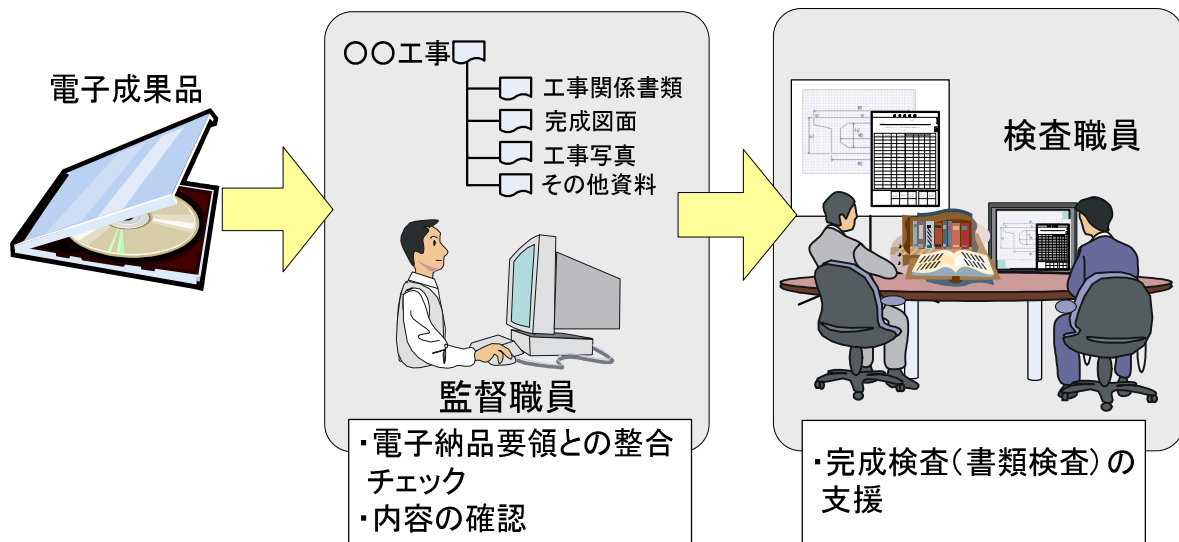 電子成果品
〇〇工事
工事関係書類
完成図面
工事写真
その他資料
監督職員
・電子納品要領との整合
チェック
・内容の確認
検査職員
・完成検査(書類検査)の
支援